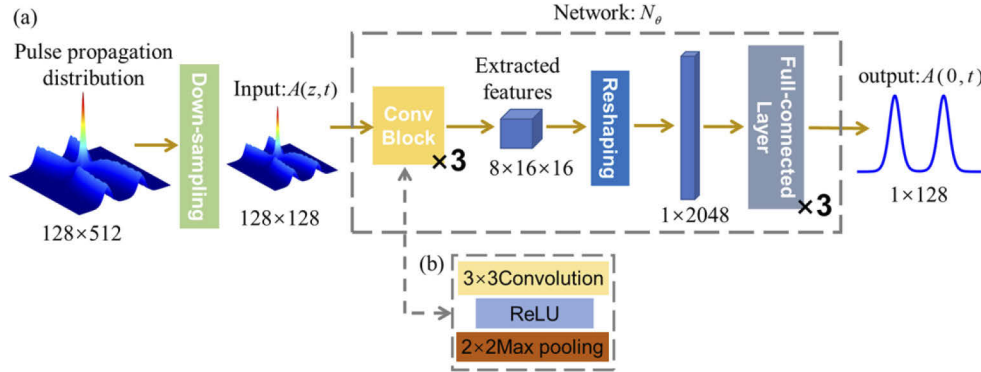 (a)
Network: N_θ
Pulse propagation
distribution
128×512
Down-sampling
Input:A(z,t)
128×128
Conv
Block
×3
Extracted
features
8×16×16
Reshaping
1×2048
Full-connected
Layer
×3
output:A(0,t)
1×128
(b)
3×3Convolution
ReLU
2×2Max pooling